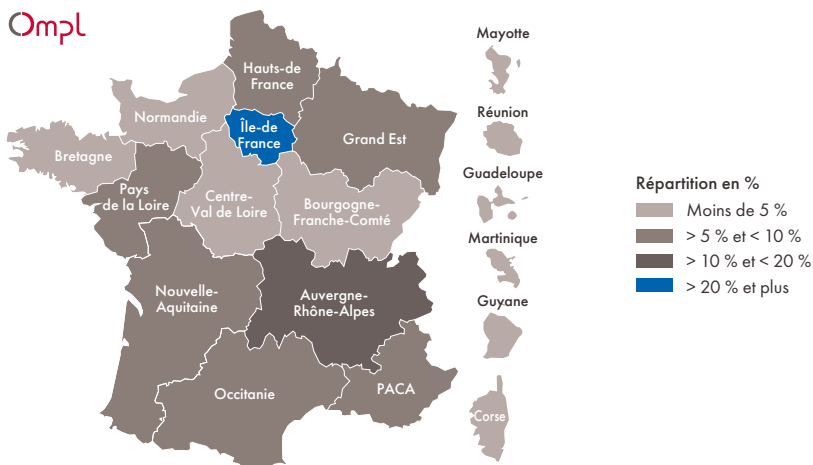 Ompl
Mayotte
Hauts-de
France
Réunion
Normandie
Île-de
France
Grand Est
Bretagne
Guadeloupe
Pays
de la Loire
Centre-
Val de Loire
Bourgogne-
Franche-Comté
Martinique
Nouvelle-
Aquitaine
Auvergne-
Rhône-Alpes
Guyane
Occitanie
PACA
Corse
Répartition en %
Moins de 5 %
> 5 % et < 10 %
> 10 % et < 20 %
> 20 % et plus